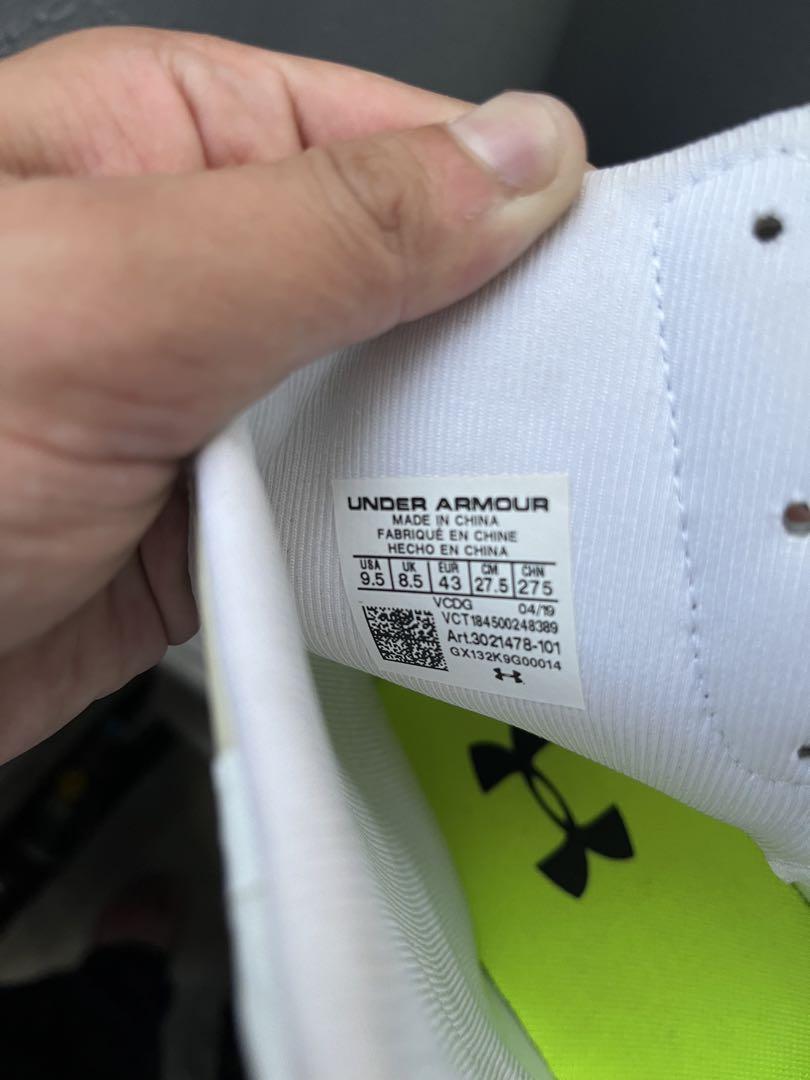 UNDER ARMOUR
MADE IN CHINA
FABRIQUÉ EN CHINE
HECHO EN CHINA
USA UK EUR CM CHN
9.5 8.5 43 27.5 275
VCDG 04/19
VCT184500248389
Art.3021478-101
GX132K9G00014